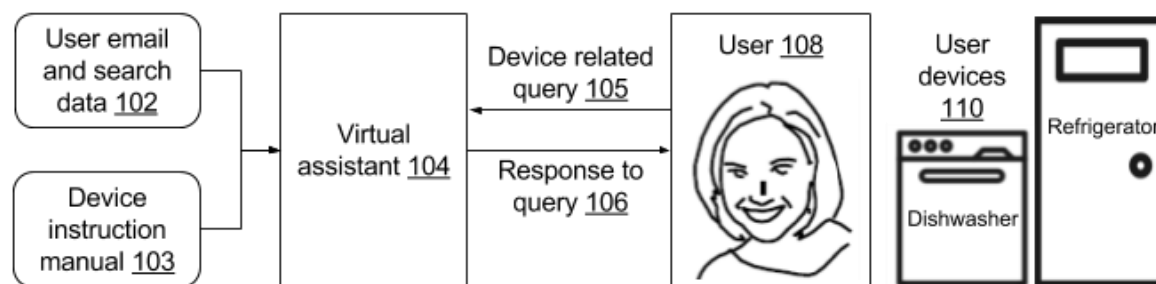 User email
and search
data 102
Device
instruction
manual 103
Virtual
assistant 104
Device related
query 105
Response to
query 106
User 108
User
devices
110
Dishwasher
Refrigerator